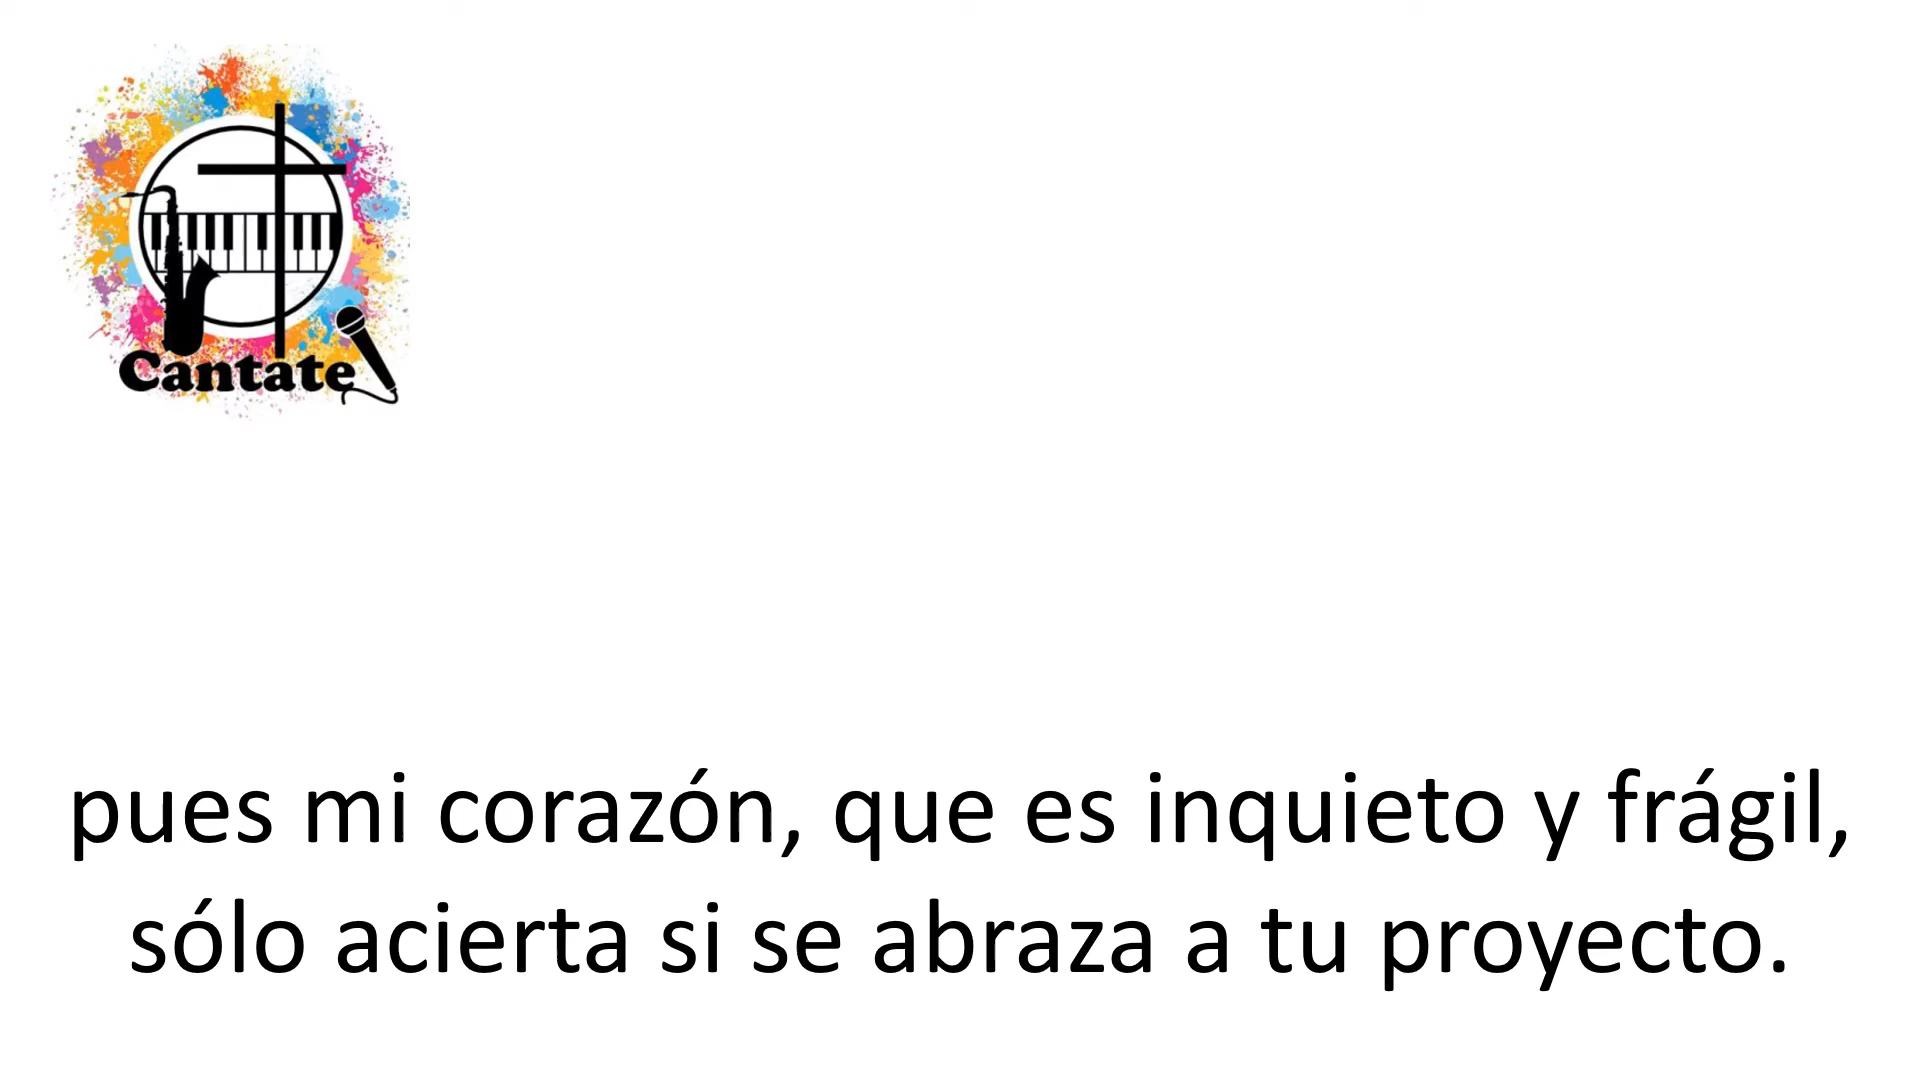 Cantate
pues mi corazón, que es inquieto y frágil,
sólo acierta si se abraza a tu proyecto.